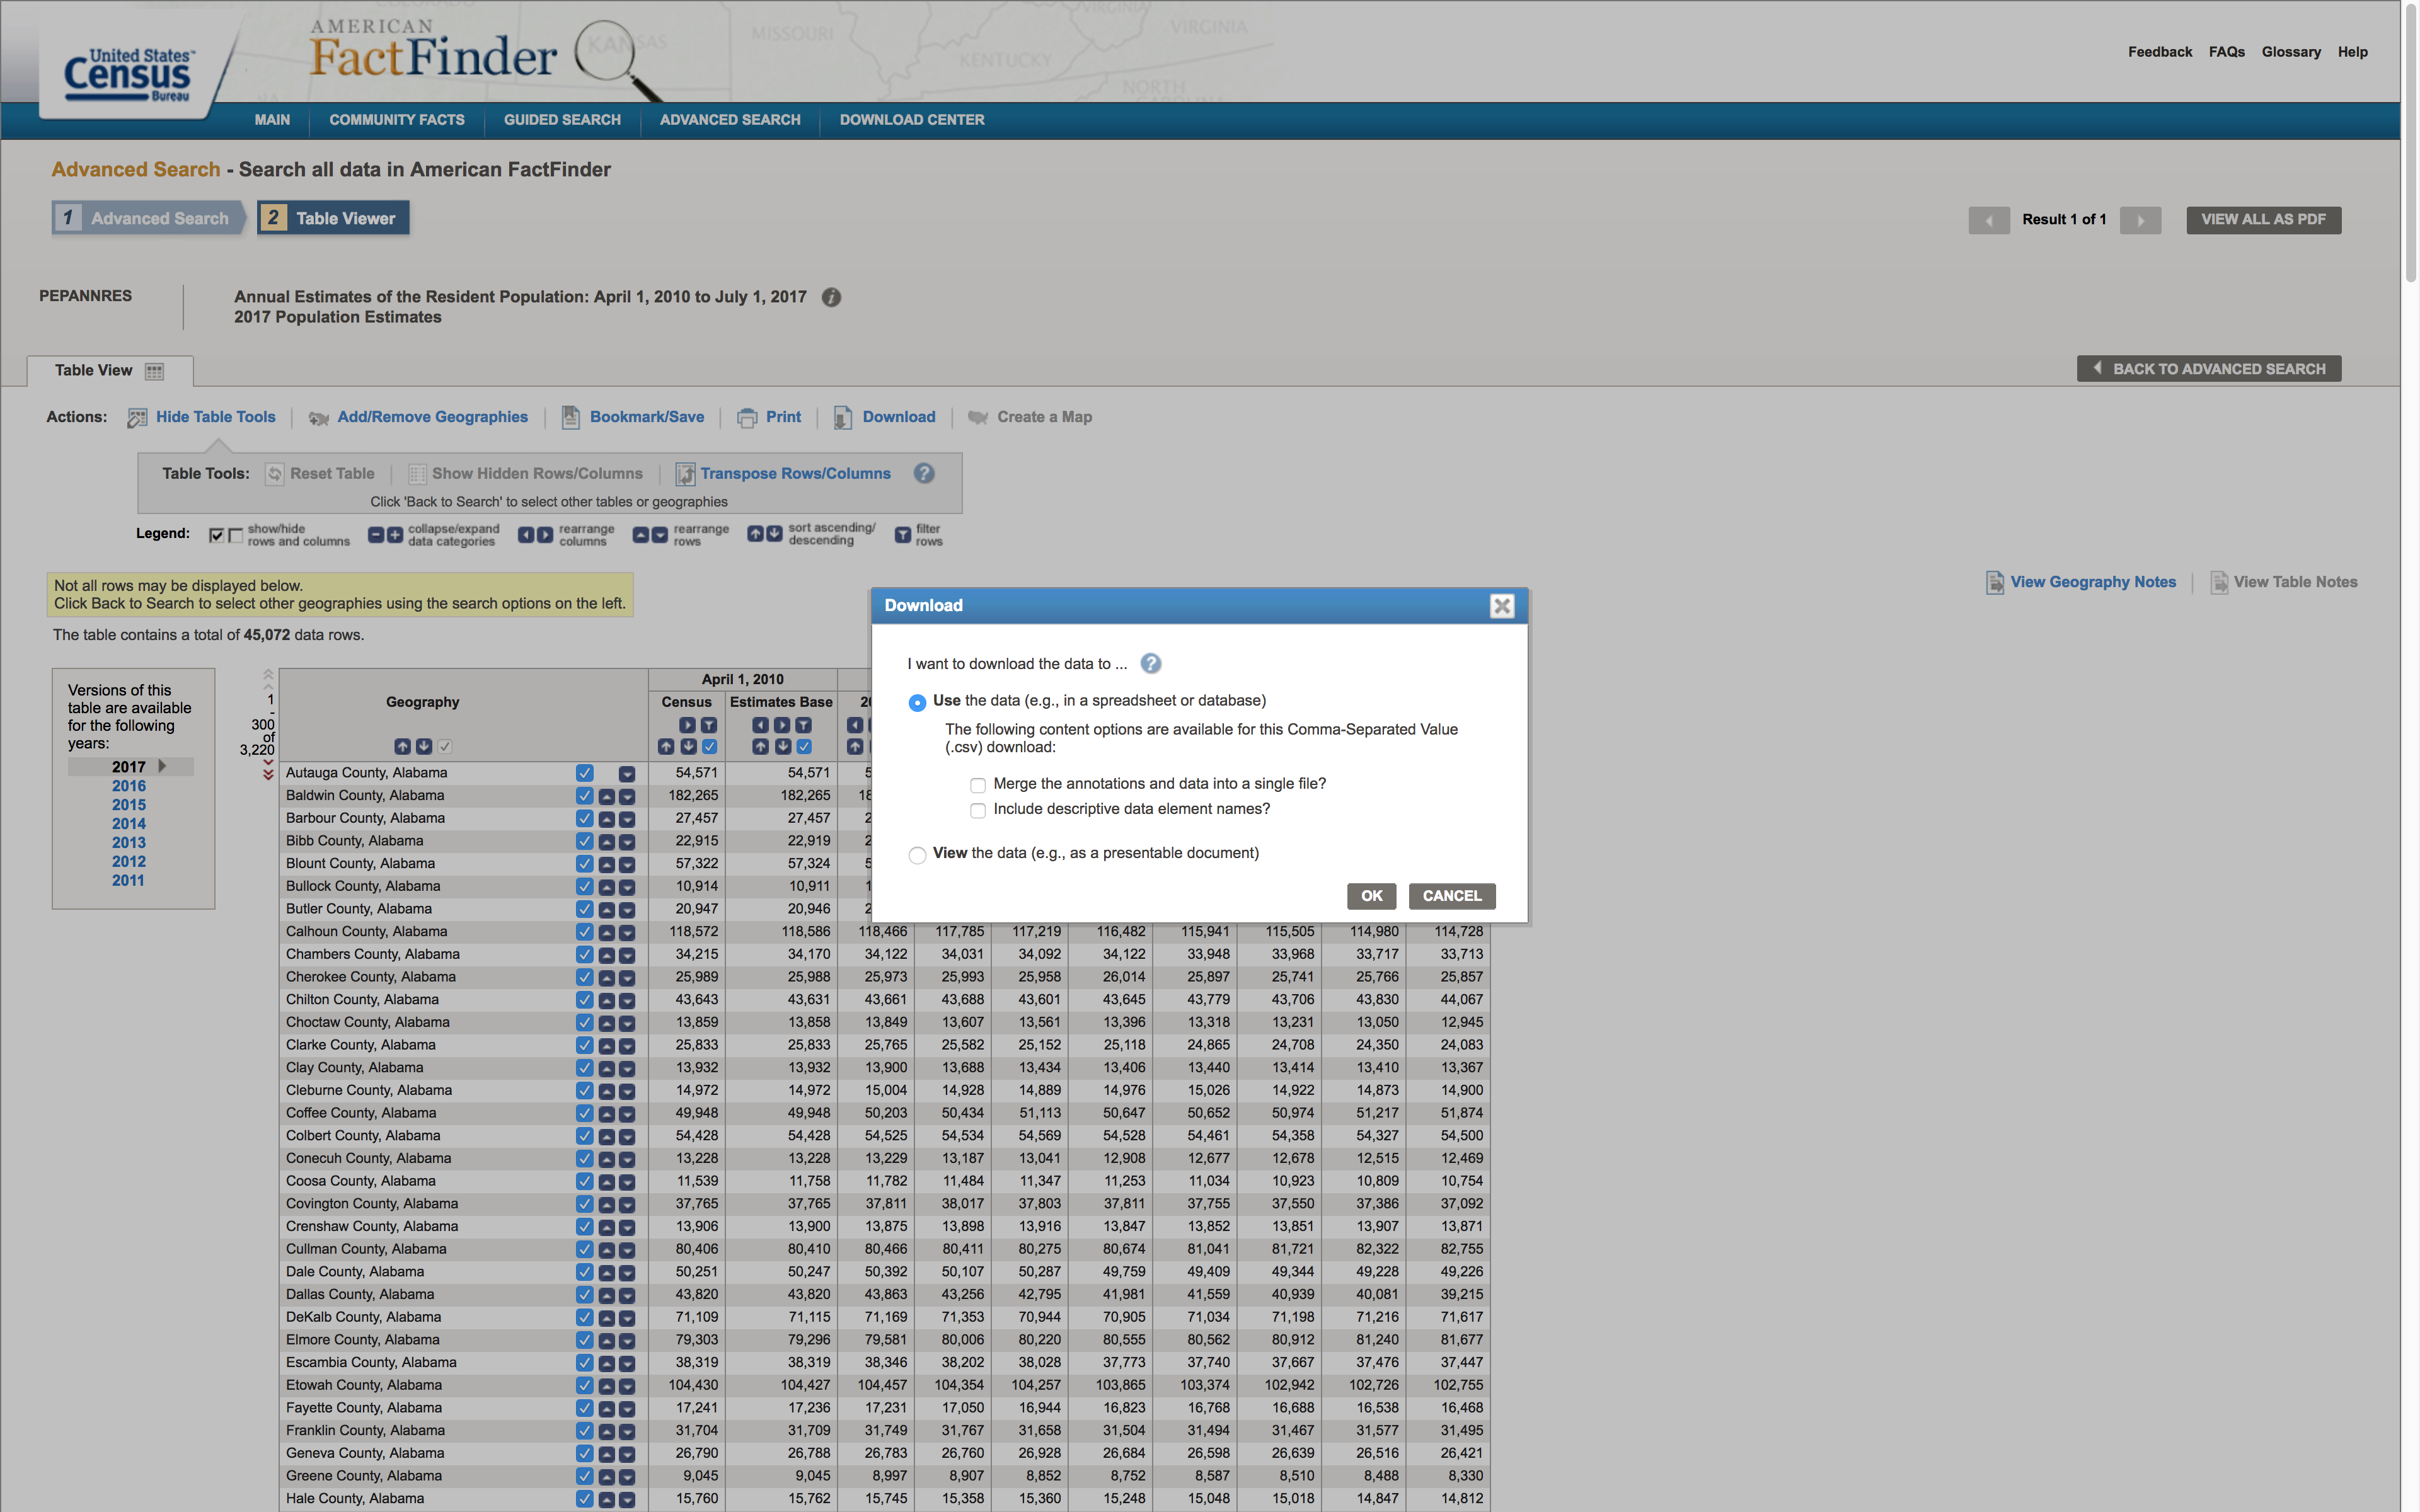 United States™
Census
Bureau
AMERICAN
FactFinder
KANSAS
MISSOURI
KENTUCKY
VIRGINIA
NORTH
Feedback FAQs Glossary Help
MAIN COMMUNITY FACTS GUIDED SEARCH ADVANCED SEARCH DOWNLOAD CENTER
Advanced Search - Search all data in American FactFinder
1 Advanced Search 2 Table Viewer
Result 1 of 1 VIEW ALL AS PDF
PEPANNRES
Annual Estimates of the Resident Population: April 1, 2010 to July 1, 2017
2017 Population Estimates
Table View
BACK TO ADVANCED SEARCH
Actions: Hide Table Tools Add/Remove Geographies Bookmark/Save Print Download Create a Map
Table Tools: Reset Table Show Hidden Rows/Columns Transpose Rows/Columns ?
Click 'Back to Search' to select other tables or geographies
Legend: show/hide rows and columns collapse/expand data categories rearrange columns rearrange rows sort ascending/descending filter rows
Not all rows may be displayed below.
Click Back to Search to select other geographies using the search options on the left.
View Geography Notes View Table Notes
The table contains a total of 45,072 data rows.
Versions of this
table are available
for the following
years:
2017
2016
2015
2014
2013
2012
2011
1
-
300
of
3,220
Download
I want to download the data to ... ?
Use the data (e.g., in a spreadsheet or database)
The following content options are available for this Comma-Separated Value
(.csv) download:
Merge the annotations and data into a single file?
Include descriptive data element names?
View the data (e.g., as a presentable document)
OK CANCEL
April 1, 2010
Geography Census Estimates Base
Autauga County, Alabama 54,571 54,571
Baldwin County, Alabama 182,265 182,265
Barbour County, Alabama 27,457 27,457
Bibb County, Alabama 22,915 22,919
Blount County, Alabama 57,322 57,324
Bullock County, Alabama 10,914 10,911
Butler County, Alabama 20,947 20,946
Calhoun County, Alabama 118,572 118,586 118,466 117,785 117,219 116,482 115,941 115,505 114,980 114,728
Chambers County, Alabama 34,215 34,170 34,122 34,031 34,092 34,122 33,948 33,968 33,717 33,713
Cherokee County, Alabama 25,989 25,988 25,973 25,993 25,958 26,014 25,897 25,741 25,766 25,857
Chilton County, Alabama 43,643 43,631 43,661 43,688 43,601 43,645 43,779 43,706 43,830 44,067
Choctaw County, Alabama 13,859 13,858 13,849 13,607 13,561 13,396 13,318 13,231 13,050 12,945
Clarke County, Alabama 25,833 25,833 25,765 25,582 25,152 25,118 24,865 24,708 24,350 24,083
Clay County, Alabama 13,932 13,932 13,900 13,688 13,434 13,406 13,440 13,414 13,410 13,367
Cleburne County, Alabama 14,972 14,972 15,004 14,928 14,889 14,976 15,026 14,922 14,873 14,900
Coffee County, Alabama 49,948 49,948 50,203 50,434 51,113 50,647 50,652 50,974 51,217 51,874
Colbert County, Alabama 54,428 54,428 54,525 54,534 54,569 54,528 54,461 54,358 54,327 54,500
Conecuh County, Alabama 13,228 13,228 13,229 13,187 13,041 12,908 12,677 12,678 12,515 12,469
Coosa County, Alabama 11,539 11,758 11,782 11,484 11,347 11,253 11,034 10,923 10,809 10,754
Covington County, Alabama 37,765 37,765 37,811 38,017 37,803 37,811 37,755 37,550 37,386 37,092
Crenshaw County, Alabama 13,906 13,900 13,875 13,898 13,916 13,847 13,852 13,851 13,907 13,871
Cullman County, Alabama 80,406 80,410 80,466 80,411 80,275 80,674 81,041 81,721 82,322 82,755
Dale County, Alabama 50,251 50,247 50,392 50,107 50,287 49,759 49,409 49,344 49,228 49,226
Dallas County, Alabama 43,820 43,820 43,863 43,256 42,795 41,981 41,559 40,939 40,081 39,215
DeKalb County, Alabama 71,109 71,115 71,169 71,353 70,944 70,905 71,034 71,198 71,216 71,617
Elmore County, Alabama 79,303 79,296 79,581 80,006 80,220 80,555 80,562 80,912 81,240 81,677
Escambia County, Alabama 38,319 38,319 38,346 38,202 38,028 37,773 37,740 37,667 37,476 37,447
Etowah County, Alabama 104,430 104,427 104,457 104,354 104,257 103,865 103,374 102,942 102,726 102,755
Fayette County, Alabama 17,241 17,236 17,231 17,050 16,944 16,823 16,768 16,688 16,538 16,468
Franklin County, Alabama 31,704 31,709 31,749 31,767 31,658 31,504 31,494 31,467 31,577 31,495
Geneva County, Alabama 26,790 26,788 26,783 26,760 26,928 26,684 26,598 26,639 26,516 26,421
Greene County, Alabama 9,045 9,045 8,997 8,907 8,852 8,752 8,587 8,510 8,488 8,330
Hale County, Alabama 15,760 15,762 15,745 15,358 15,360 15,248 15,048 15,018 14,847 14,812